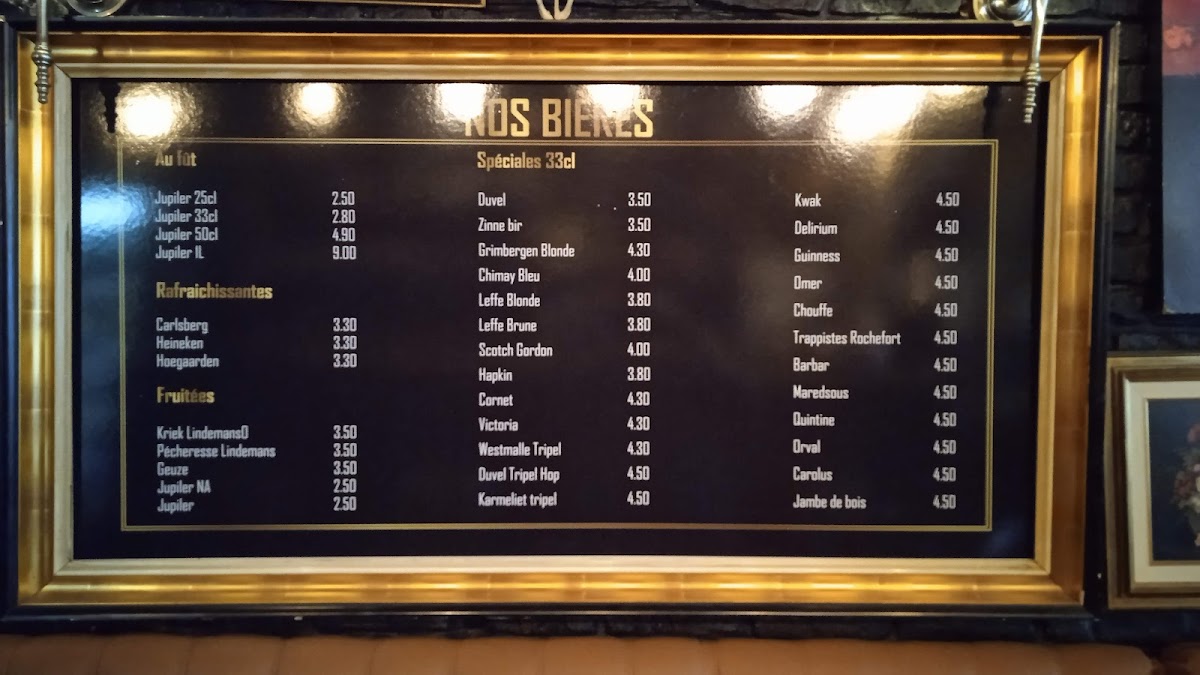 NOS BIERES
Au fût
Jupiler 25cl 2.50
Jupiler 33cl 2.80
Jupiler 50cl 4.90
Jupiler 1L 9.00
Rafraichissantes
Carlsberg 3.30
Heineken 3.30
Hoegaarden 3.30
Fruitées
Kriek Lindemans0 3.50
Pécheresse Lindemans 3.50
Geuze 3.50
Jupiler NA 2.50
Jupiler 2.50
Spéciales 33cl
Duvel 3.50
Zinne bir 3.50
Grimbergen Blonde 4.30
Chimay Bleu 4.00
Leffe Blonde 3.80
Leffe Brune 3.80
Scotch Gordon 4.00
Hapkin 3.80
Cornet 4.30
Victoria 4.30
Westmalle Tripel 4.30
Duvel Tripel Hop 4.50
Karmeliet tripel 4.50
Kwak 4.50
Delirium 4.50
Guinness 4.50
Omer 4.50
Chouffe 4.50
Trappistes Rochefort 4.50
Barbar 4.50
Maredsous 4.50
Quintine 4.50
Orval 4.50
Carolus 4.50
Jambe de bois 4.50